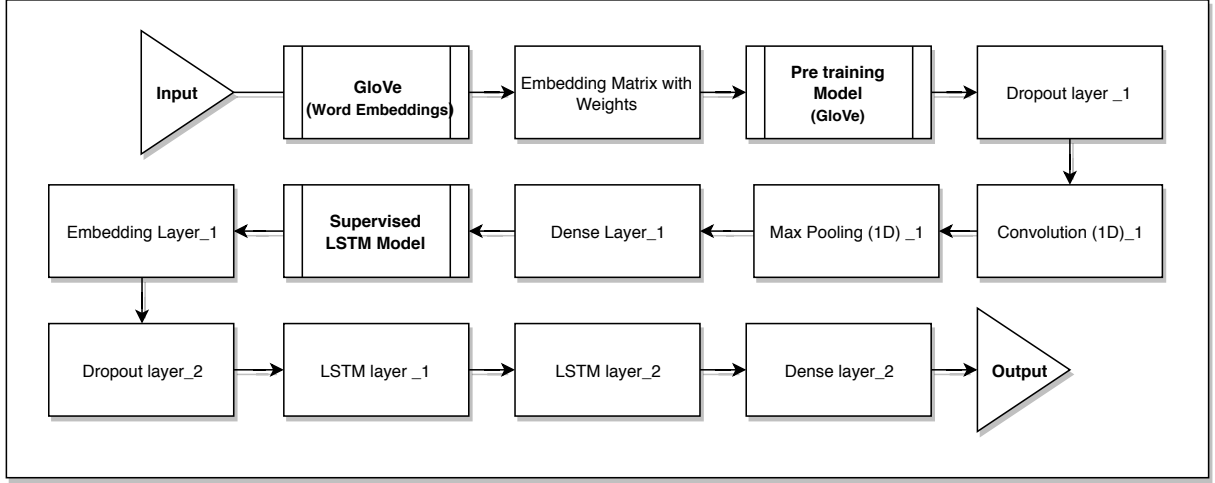 Input
GloVe
(Word Embeddings)
Embedding Matrix with
Weights
Pre training
Model
(GloVe)
Dropout layer _1
Embedding Layer_1
Supervised
LSTM Model
Dense Layer_1
Max Pooling (1D) _1
Convolution (1D)_1
Dropout layer_2
LSTM layer _1
LSTM layer_2
Dense layer_2
Output